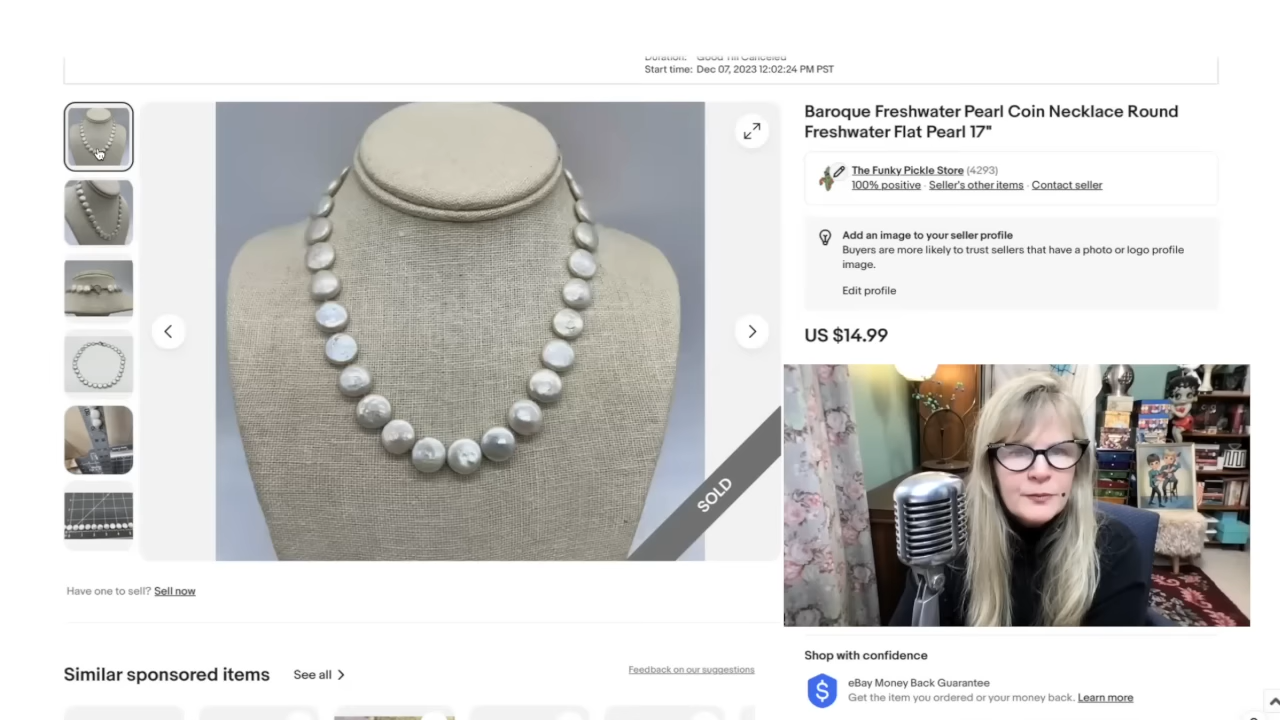 Duration: Good 'Til Canceled
Start time: Dec 07, 2023 12:02:24 PM PST
Baroque Freshwater Pearl Coin Necklace Round
Freshwater Flat Pearl 17"
The Funky Pickle Store (4293)
100% positive · Seller's other items · Contact seller
Add an image to your seller profile
Buyers are more likely to trust sellers that have a photo or logo profile
image.
Edit profile
US $14.99
SOLD
Have one to sell? Sell now
Similar sponsored items See all
Feedback on our suggestions
Shop with confidence
eBay Money Back Guarantee
Get the item you ordered or your money back. Learn more